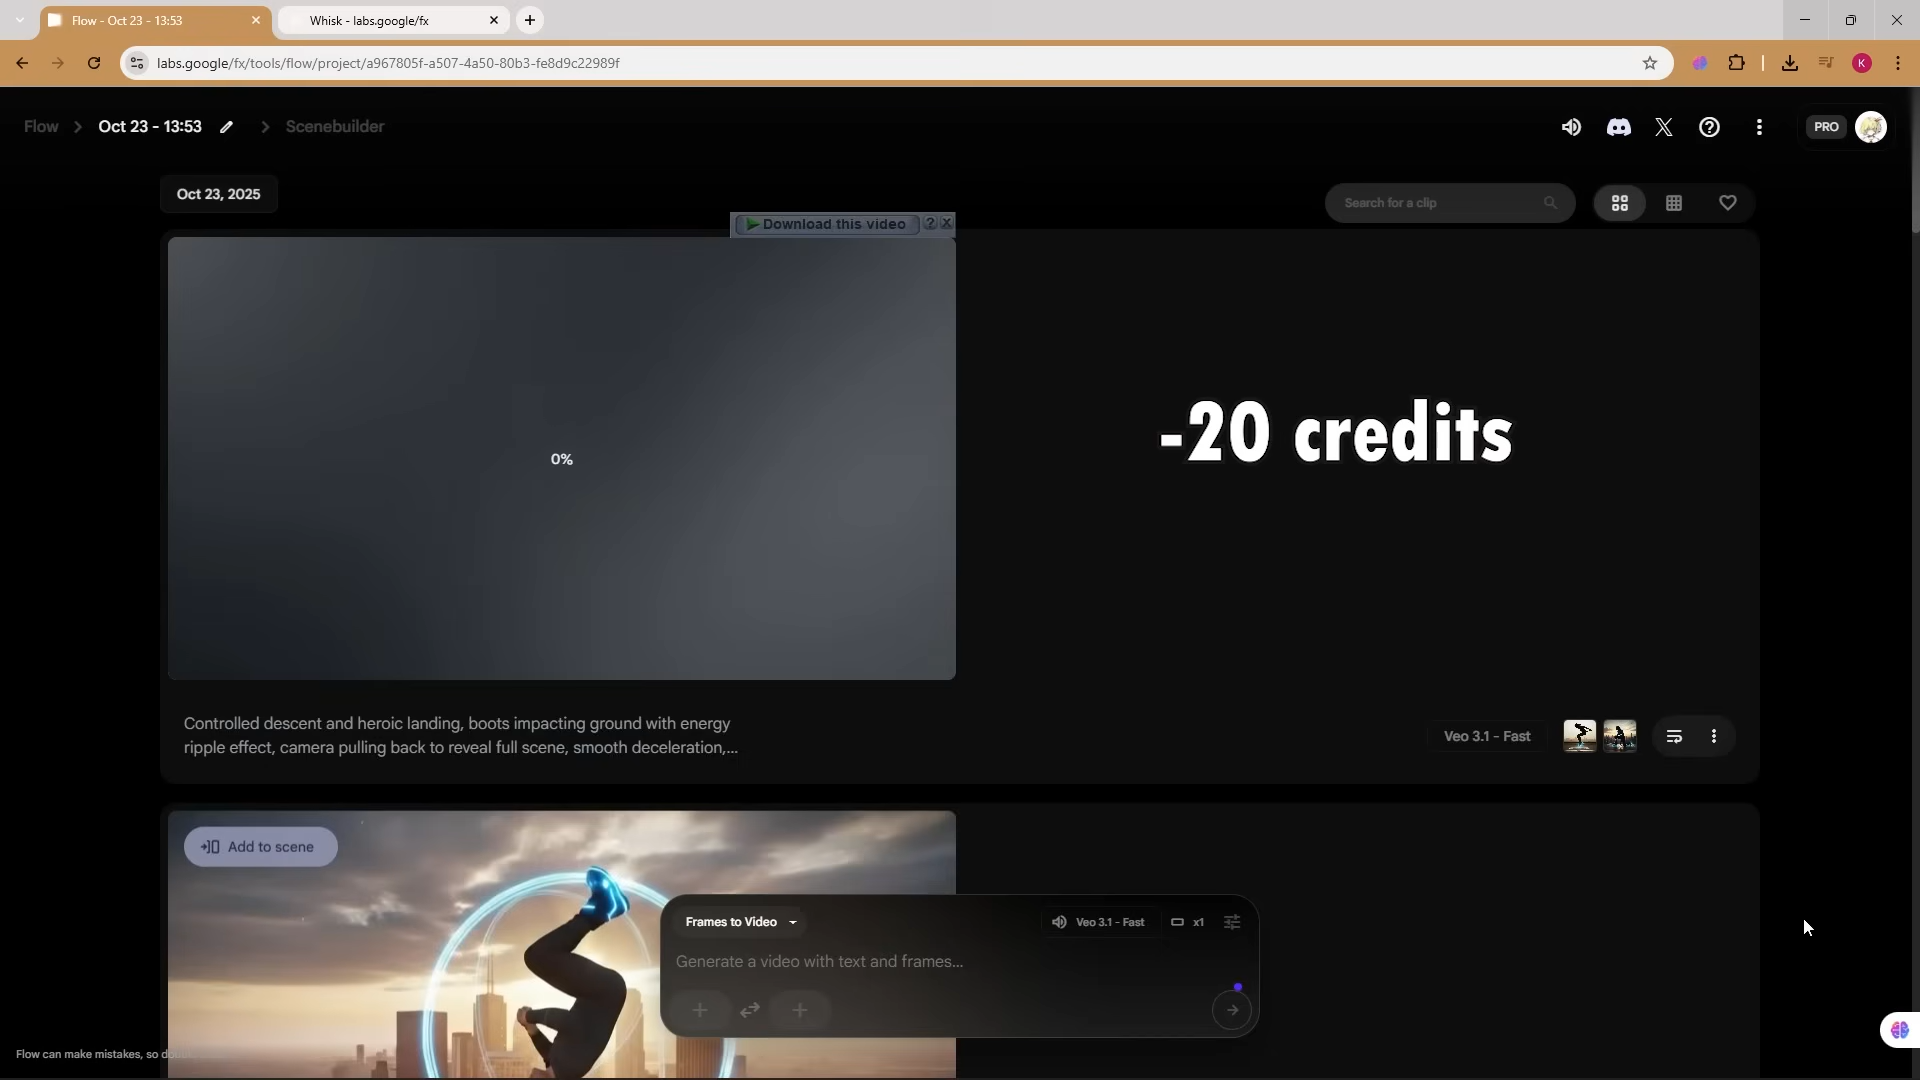 Flow - Oct 23 - 13:53
Whisk - labs.google/fx
labs.google/fx/tools/flow/project/a967805f-a507-4a50-80b3-fe8d9c22989f
K
Flow > Oct 23 - 13:53 > Scenebuilder
PRO
Oct 23, 2025
Search for a clip
Download this video
0%
-20 credits
Controlled descent and heroic landing, boots impacting ground with energy
ripple effect, camera pulling back to reveal full scene, smooth deceleration,...
Veo 3.1 - Fast
Add to scene
Frames to Video
Veo 3.1 - Fast
x1
Generate a video with text and frames...
Flow can make mistakes, so